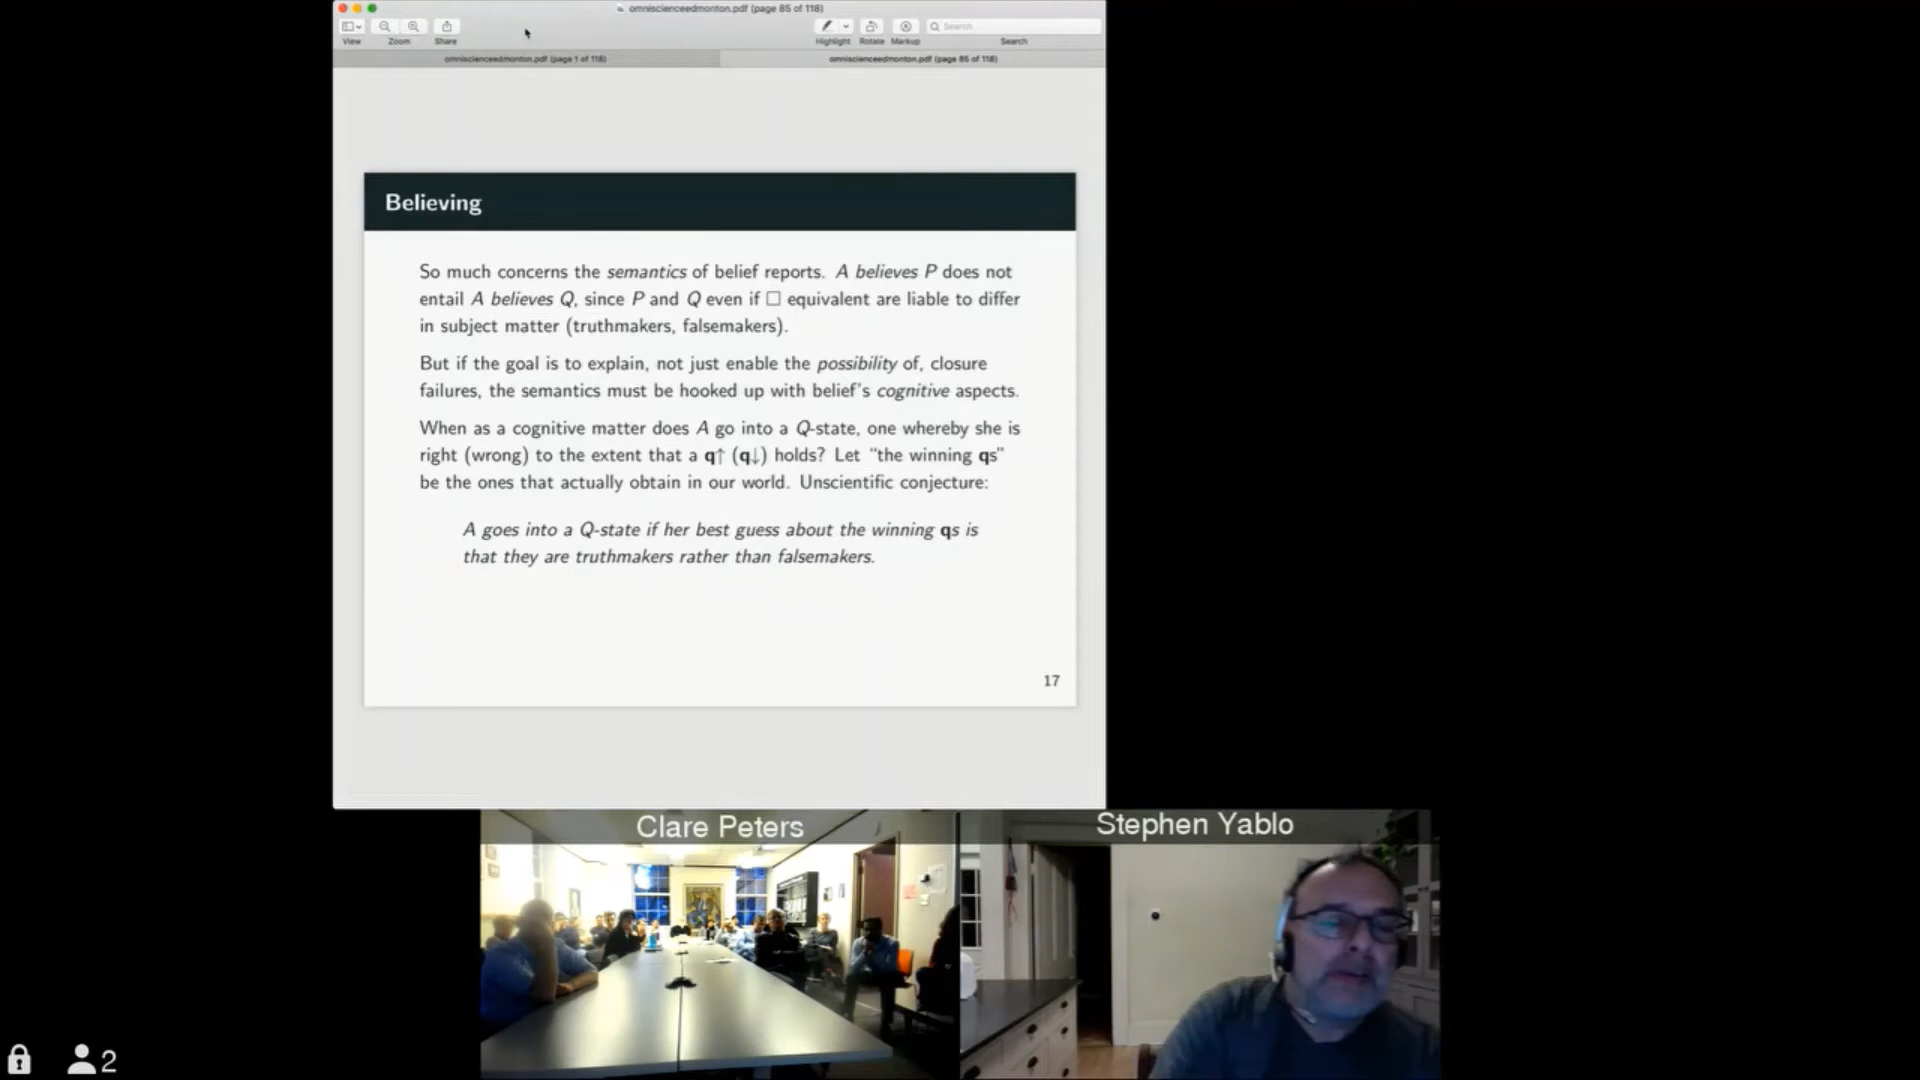 omniscienceedmonton.pdf (page 85 of 118)
View Zoom Share Highlight Rotate Markup Search
Search
omniscienceedmonton.pdf (page 1 of 118) omniscienceedmonton.pdf (page 85 of 118)
Believing
So much concerns the semantics of belief reports. A believes P does not
entail A believes Q, since P and Q even if □ equivalent are liable to differ
in subject matter (truthmakers, falsemakers).
But if the goal is to explain, not just enable the possibility of, closure
failures, the semantics must be hooked up with belief's cognitive aspects.
When as a cognitive matter does A go into a Q-state, one whereby she is
right (wrong) to the extent that a q↑ (q↓) holds? Let “the winning qs”
be the ones that actually obtain in our world. Unscientific conjecture:
A goes into a Q-state if her best guess about the winning qs is
that they are truthmakers rather than falsemakers.
17
Clare Peters
Stephen Yablo
2